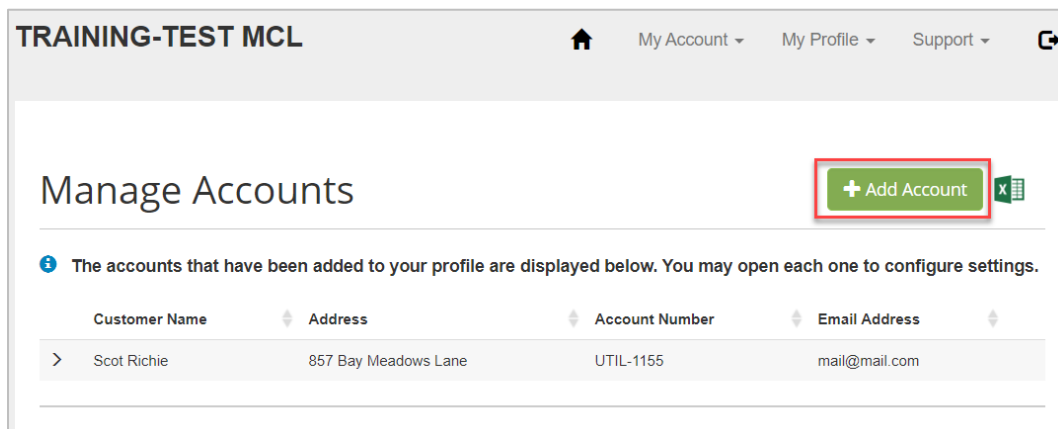 TRAINING-TEST MCL
My Account
My Profile
Support
Manage Accounts
Add Account
The accounts that have been added to your profile are displayed below. You may open each one to configure settings.
Customer Name Address Account Number Email Address
Scot Richie 857 Bay Meadows Lane UTIL-1155 mail@mail.com